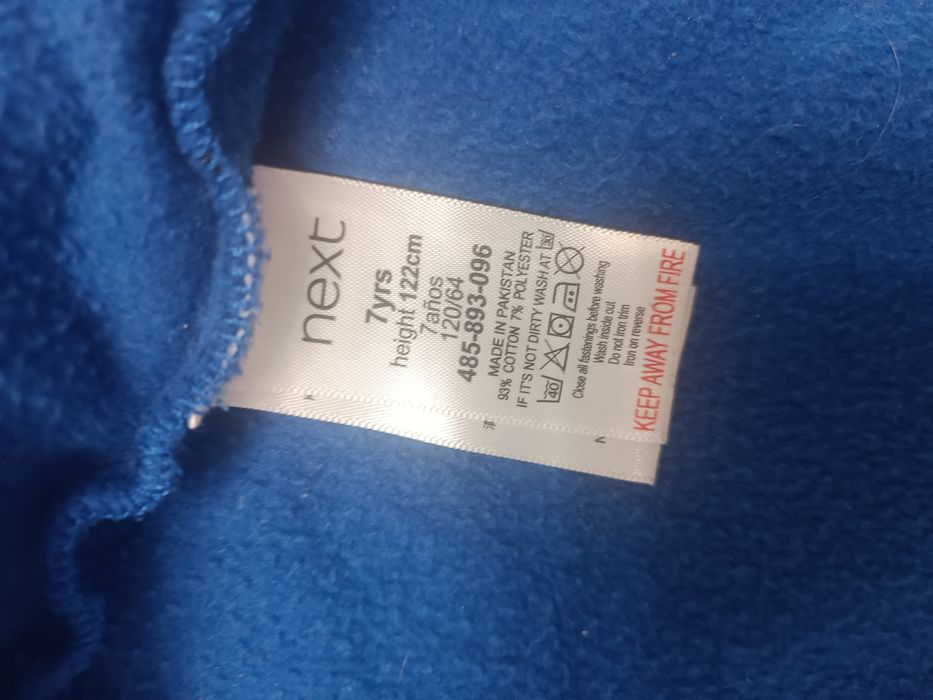 next
7yrs
height 122cm
7años
120/64
485-893-096
MADE IN PAKISTAN
93% COTTON 7% POLYESTER
IF IT'S NOT DIRTY WASH AT 30
40
Close all fastenings before washing
Wash inside out
Do not iron trim
Iron on reverse
KEEP AWAY FROM FIRE